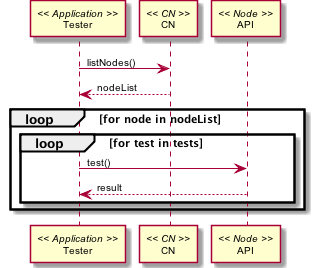 << Application >>
Tester
<< CN >>
CN
<< Node >>
API
listNodes()
nodeList
loop [for node in nodeList]
loop [for test in tests]
test()
result
<< Application >>
Tester
<< CN >>
CN
<< Node >>
API